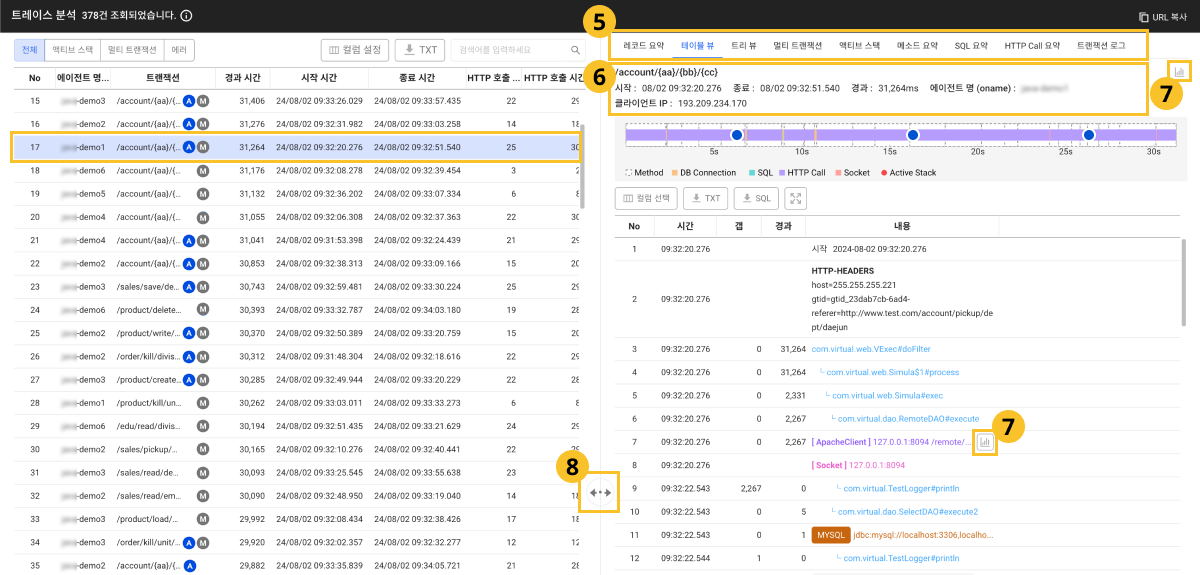 트레이스 분석 378건 조회되었습니다.
URL 복사
5
전체 액티브 스택 멀티 트랜잭션 에러
컬럼 설정 TXT 검색어를 입력하세요
레코드 요약 테이블 뷰 트리 뷰 멀티 트랜잭션 액티브 스택 메소드 요약 SQL 요약 HTTP Call 요약 트랜잭션 로그
No 에이전트 명... 트랜잭션 경과 시간 시작 시간 종료 시간 HTTP 호출 ... HTTP 호출 시간
15 -demo3 /account/{aa}/{... A M 31,406 24/08/02 09:33:26.029 24/08/02 09:33:57.435 22 29
16 -demo2 /account/{aa}/{... A M 31,276 24/08/02 09:32:31.982 24/08/02 09:33:03.258 14 18
17 -demo1 /account/{aa}/{... A M 31,264 24/08/02 09:32:20.276 24/08/02 09:32:51.540 25 30
18 -demo6 /account/{aa}/{... M 31,176 24/08/02 09:32:08.278 24/08/02 09:32:39.454 3 2
19 -demo5 /account/{aa}/{... M 31,132 24/08/02 09:32:36.202 24/08/02 09:33:07.334 6 8
20 -demo4 /account/{aa}/{... M 31,055 24/08/02 09:32:06.308 24/08/02 09:32:37.363 22 30
21 -demo4 /account/{aa}/{... A M 31,041 24/08/02 09:31:53.398 24/08/02 09:32:24.439 21 29
22 -demo2 /account/{aa}/{... A M 30,853 24/08/02 09:32:38.313 24/08/02 09:33:09.166 15 20
23 -demo3 /sales/save/de... A M 30,743 24/08/02 09:32:59.481 24/08/02 09:33:30.224 25 29
24 -demo6 /product/delete... M 30,393 24/08/02 09:33:32.787 24/08/02 09:34:03.180 19 28
25 -demo2 /product/write/... A M 30,370 24/08/02 09:32:50.389 24/08/02 09:33:20.759 15 20
26 -demo2 /order/kill/divis... A M 30,312 24/08/02 09:31:48.304 24/08/02 09:32:18.616 22 29
27 -demo3 /product/create... A M 30,285 24/08/02 09:32:49.944 24/08/02 09:33:20.229 22 28
28 -demo1 /product/kill/un... M 30,262 24/08/02 09:33:03.011 24/08/02 09:33:33.273 6 8
29 -demo6 /edu/read/divis... M 30,194 24/08/02 09:32:51.435 24/08/02 09:33:21.629 24 29
30 -demo2 /sales/pickup/... M 30,165 24/08/02 09:32:10.276 24/08/02 09:32:40.441 22
31 -demo3 /sales/read/de... M 30,093 24/08/02 09:33:25.545 24/08/02 09:33:55.638 23
32 -demo2 /sales/read/em... M 30,090 24/08/02 09:32:48.950 24/08/02 09:33:19.040 14 18
33 -demo3 /product/load/... M 29,992 24/08/02 09:32:08.434 24/08/02 09:32:38.426 17 18
34 -demo3 /order/kill/unit/... A M 29,920 24/08/02 09:32:02.357 24/08/02 09:32:32.277 12 12
35 -demo2 /account/{aa}/{... A 29,882 24/08/02 09:33:35.839 24/08/02 09:34:05.721 21 28
8
6
/account/{aa}/{bb}/{cc}
시작 : 08/02 09:32:20.276 종료 : 08/02 09:32:51.540 경과 : 31,264ms 에이전트 명 (oname) :
클라이언트 IP : 193.209.234.170
7
5s 10s 15s 20s 25s 30s
Method DB Connection SQL HTTP Call Socket Active Stack
컬럼 선택 TXT SQL
No 시간 갭 경과 내용
1 09:32:20.276 시작 2024-08-02 09:32:20.276
2 09:32:20.276 HTTP-HEADERS
host=255.255.255.221
gtid=gtid_23dab7cb-6ad4-
referer=http://www.test.com/account/pickup/de
pt/daejun
3 09:32:20.276 0 31,264 com.virtual.web.VExec#doFilter
4 09:32:20.276 0 31,264 com.virtual.web.Simula$1#process
5 09:32:20.276 0 2,331 com.virtual.web.Simula#exec
6 09:32:20.276 0 2,267 com.virtual.dao.RemoteDAO#execute
7 09:32:20.276 0 2,267 [ ApacheClient ] 127.0.0.1:8094 /remote/...
7
8 09:32:20.276 [ Socket ] 127.0.0.1:8094
9 09:32:22.543 2,267 0 com.virtual.TestLogger#println
10 09:32:22.543 0 5 com.virtual.dao.SelectDAO#execute2
11 09:32:22.543 0 1 MYSQL jdbc:mysql://localhost:3306,localho...
12 09:32:22.544 1 0 com.virtual.TestLogger#println